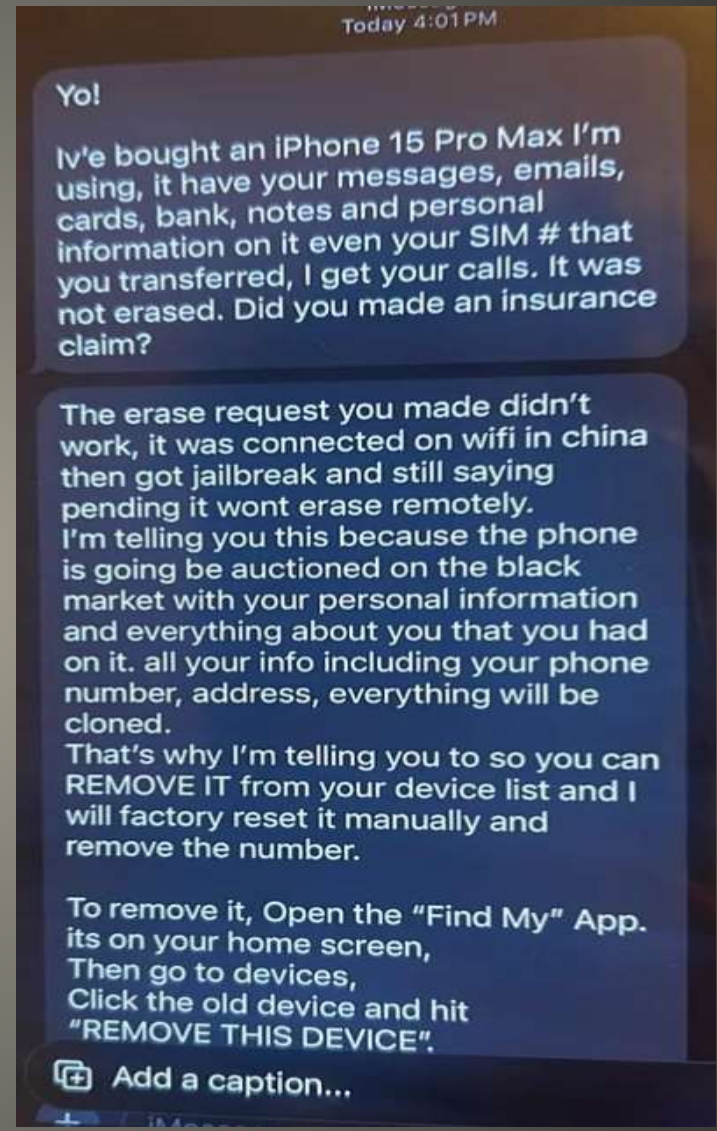 Today 4:01 PM
Yo!
Iv'e bought an iPhone 15 Pro Max I'm
using, it have your messages, emails,
cards, bank, notes and personal
information on it even your SIM # that
you transferred, I get your calls. It was
not erased. Did you made an insurance
claim?
The erase request you made didn't
work, it was connected on wifi in china
then got jailbreak and still saying
pending it wont erase remotely.
I'm telling you this because the phone
is going be auctioned on the black
market with your personal information
and everything about you that you had
on it. all your info including your phone
number, address, everything will be
cloned.
That's why I'm telling you to so you can
REMOVE IT from your device list and I
will factory reset it manually and
remove the number.
To remove it, Open the "Find My" App.
its on your home screen,
Then go to devices,
Click the old device and hit
"REMOVE THIS DEVICE".
Add a caption...